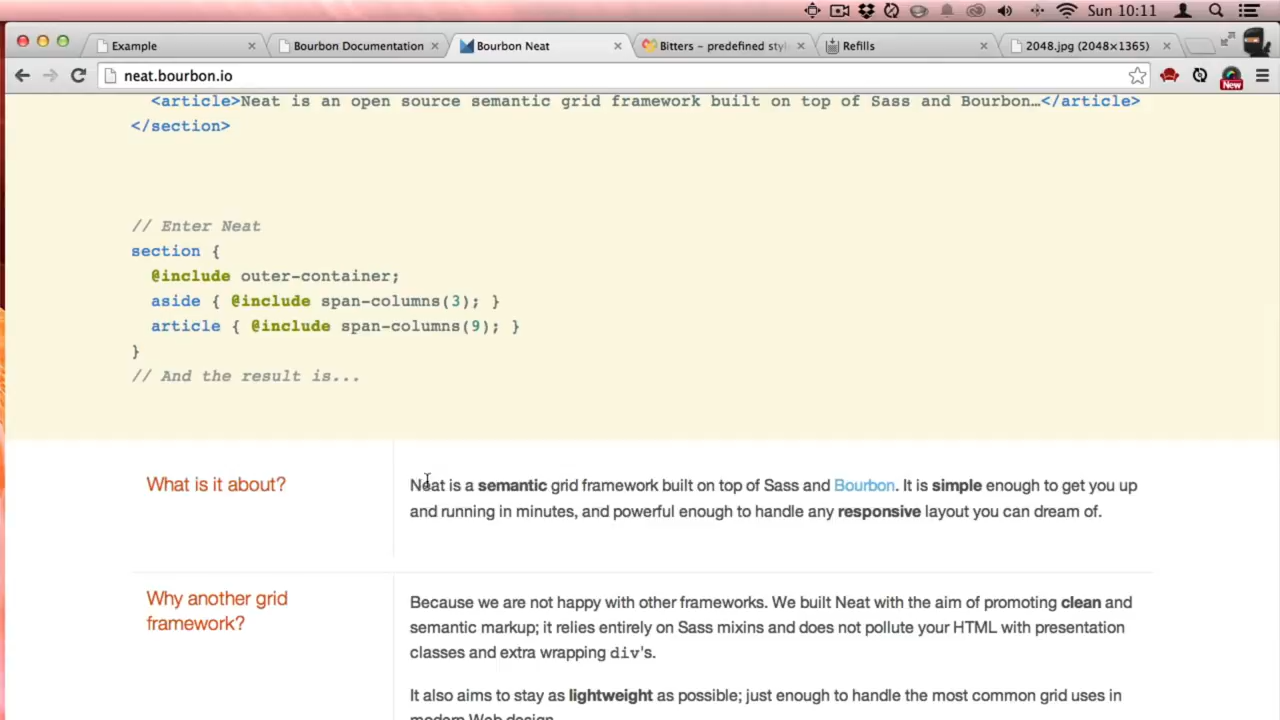 Sun 10:11
Example
Bourbon Documentation
Bourbon Neat
Bitters – predefined styl
Refills
2048.jpg (2048×1365)
neat.bourbon.io
New
<article>Neat is an open source semantic grid framework built on top of Sass and Bourbon…</article>
</section>
// Enter Neat
section {
@include outer-container;
aside { @include span-columns(3); }
article { @include span-columns(9); }
}
// And the result is...
What is it about?
Neat is a semantic grid framework built on top of Sass and Bourbon. It is simple enough to get you up
and running in minutes, and powerful enough to handle any responsive layout you can dream of.
Why another grid
framework?
Because we are not happy with other frameworks. We built Neat with the aim of promoting clean and
semantic markup; it relies entirely on Sass mixins and does not pollute your HTML with presentation
classes and extra wrapping div's.
It also aims to stay as lightweight as possible; just enough to handle the most common grid uses in
modern Web design.